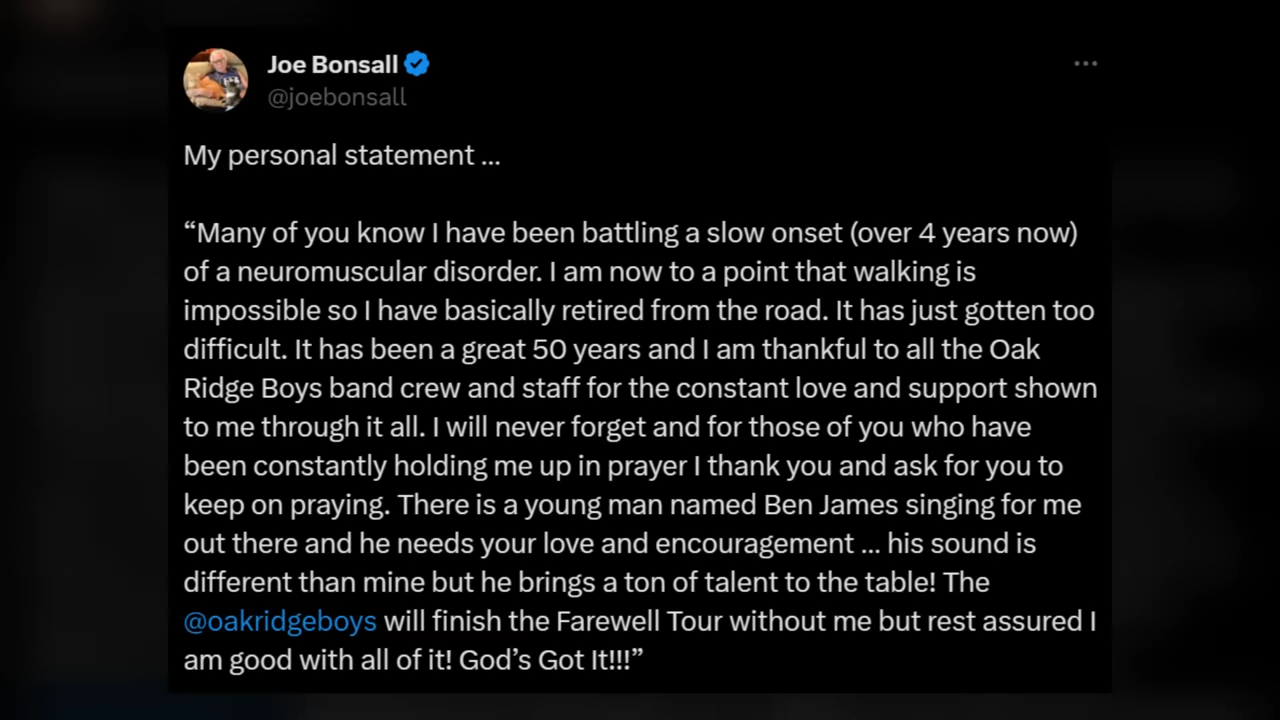 Joe Bonsall
@joebonsall
My personal statement ...
“Many of you know I have been battling a slow onset (over 4 years now)
of a neuromuscular disorder. I am now to a point that walking is
impossible so I have basically retired from the road. It has just gotten too
difficult. It has been a great 50 years and I am thankful to all the Oak
Ridge Boys band crew and staff for the constant love and support shown
to me through it all. I will never forget and for those of you who have
been constantly holding me up in prayer I thank you and ask for you to
keep on praying. There is a young man named Ben James singing for me
out there and he needs your love and encouragement ... his sound is
different than mine but he brings a ton of talent to the table! The
@oakridgeboys will finish the Farewell Tour without me but rest assured I
am good with all of it! God’s Got It!!!”